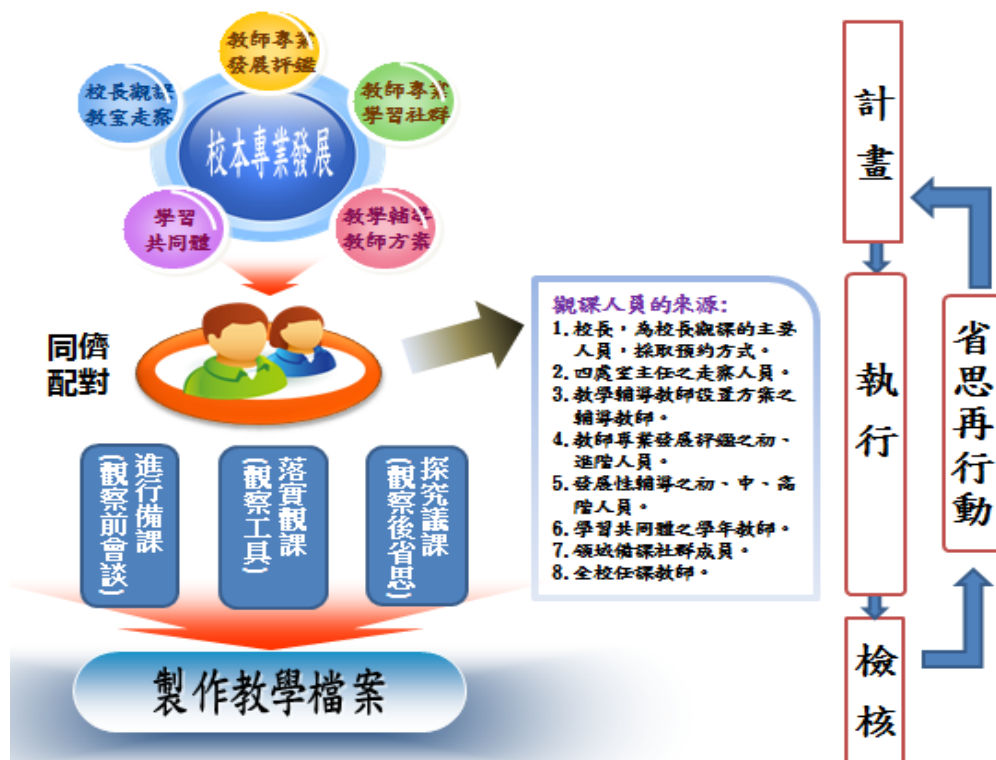 教師專業
發展評鑑
校長觀課
教室走察
教師專業
學習社群
校本專業發展
學習
共同體
教學輔導
教師方案
同儕
配對
觀課人員的來源:
1.校長，為校長觀課的主要
人員，採取預約方式。
2.四處室主任之走察人員。
3.教學輔導教師設置方案之
輔導教師。
4.教師專業發展評鑑之初、
進階人員。
5.發展性輔導之初、中、高
階人員。
6.學習共同體之學年教師。
7.領域備課社群成員。
8.全校任課教師。
進行備課
(觀察前會談)
落實觀課
(觀察工具)
探究議課
(觀察後省思)
製作教學檔案
計畫
執行
檢核
省思再行動